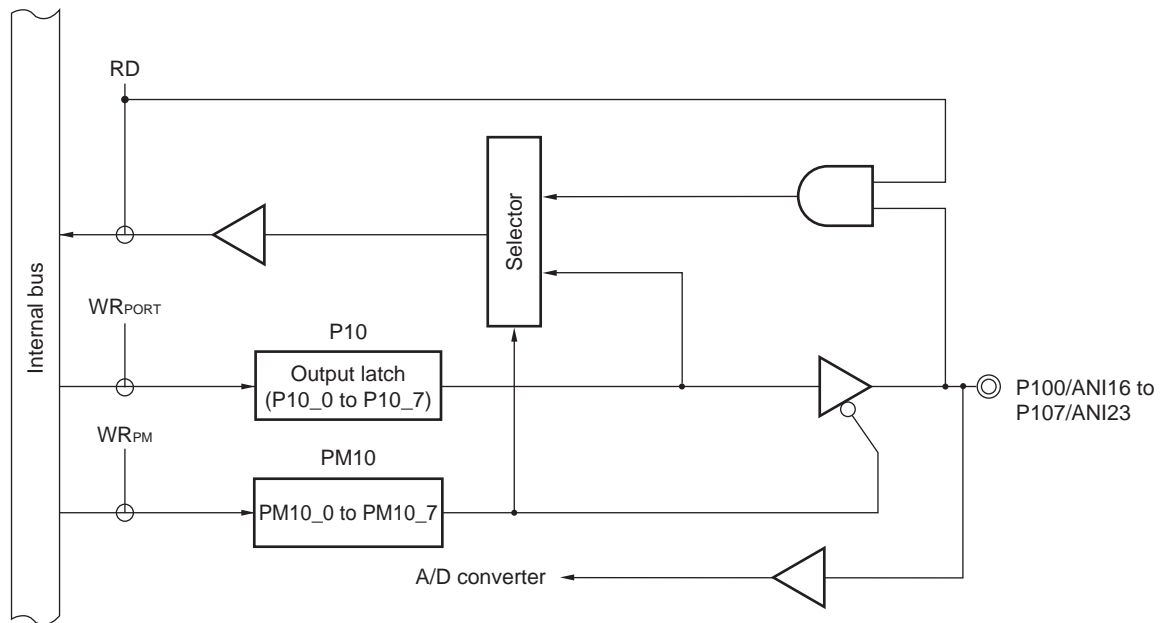 RD
Internal bus
Selector
WRPORT
P10
Output latch
(P10_0 to P10_7)
P100/ANI16 to
P107/ANI23
WRPM
PM10
PM10_0 to PM10_7
A/D converter